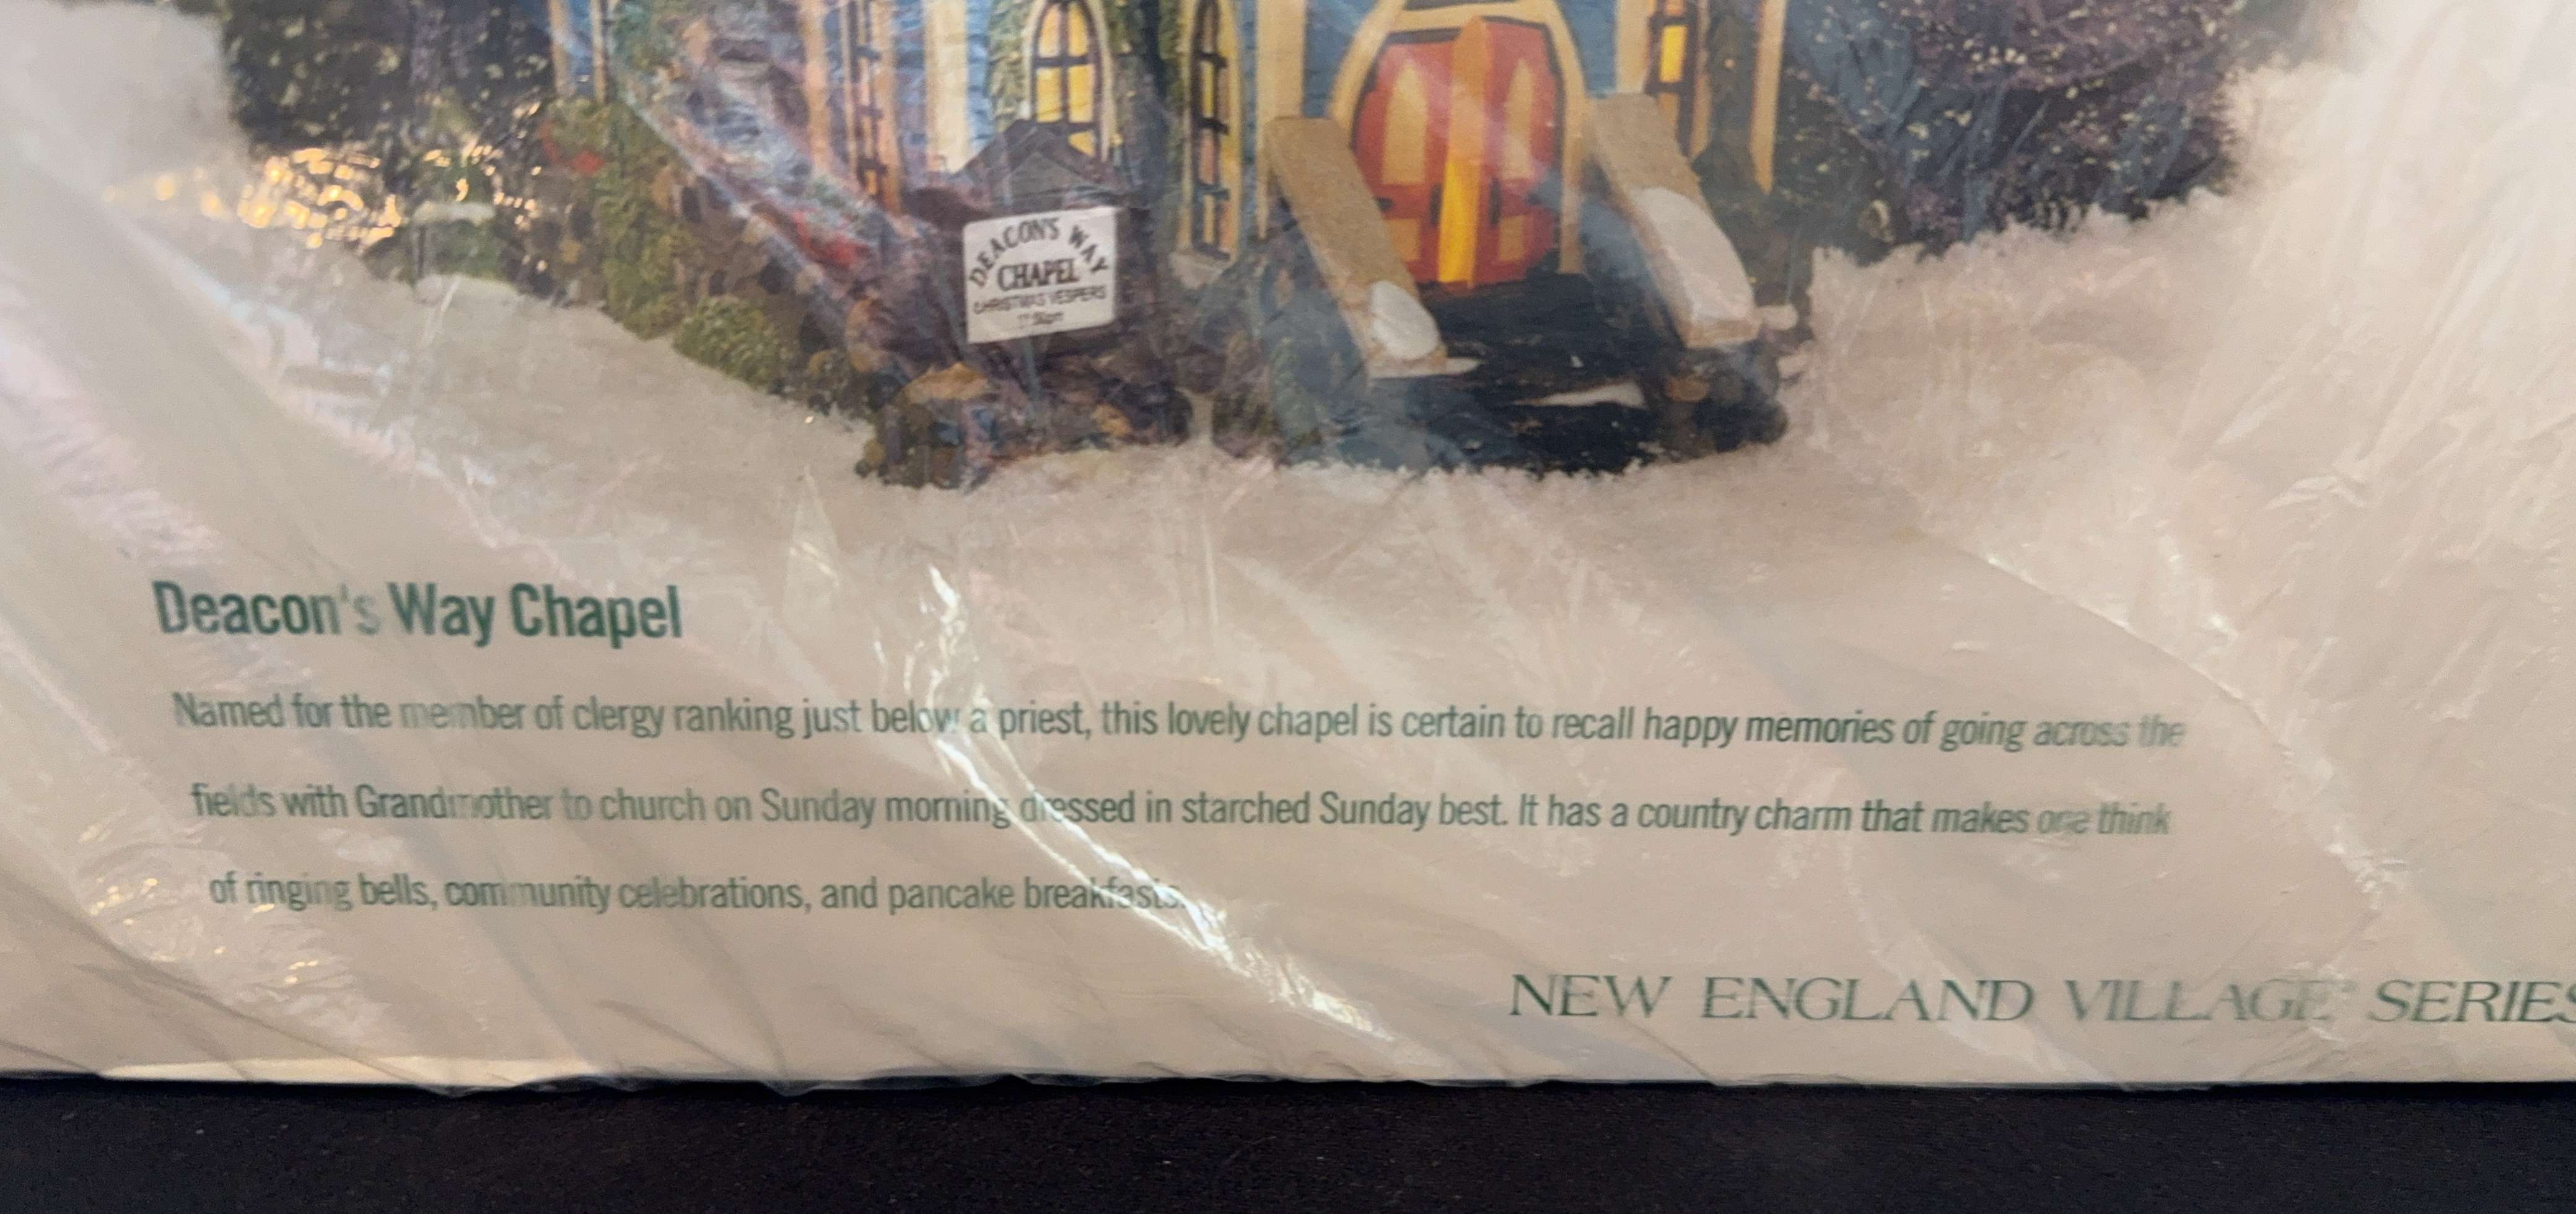 DEACON'S WAY
CHAPEL
CHRISTMAS VESPERS
Deacon's Way Chapel
Named for the member of clergy ranking just below a priest, this lovely chapel is certain to recall happy memories of going across the
fields with Grandmother to church on Sunday morning dressed in starched Sunday best. It has a country charm that makes one think
of ringing bells, community celebrations, and pancake breakfasts.
NEW ENGLAND VILLAGE® SERIES